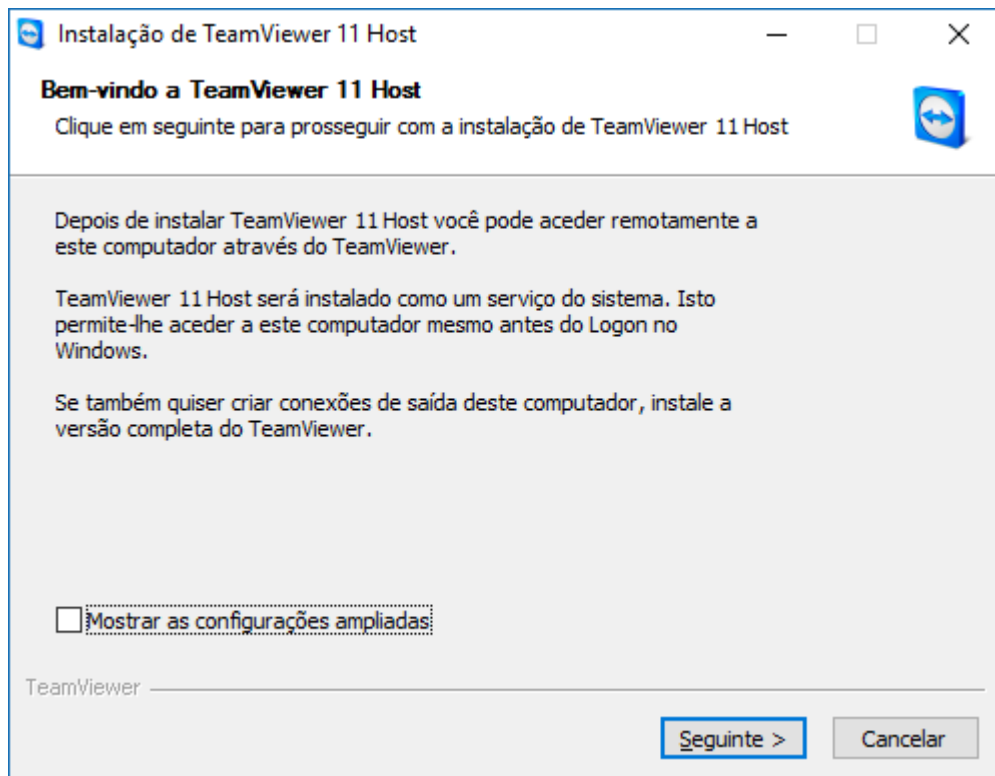 Instalação de TeamViewer 11 Host
Bem-vindo a TeamViewer 11 Host
Clique em seguinte para prosseguir com a instalação de TeamViewer 11 Host
Depois de instalar TeamViewer 11 Host você pode aceder remotamente a
este computador através do TeamViewer.
TeamViewer 11 Host será instalado como um serviço do sistema. Isto
permite-lhe aceder a este computador mesmo antes do Logon no
Windows.
Se também quiser criar conexões de saída deste computador, instale a
versão completa do TeamViewer.
Mostrar as configurações ampliadas
TeamViewer
Seguinte >
Cancelar